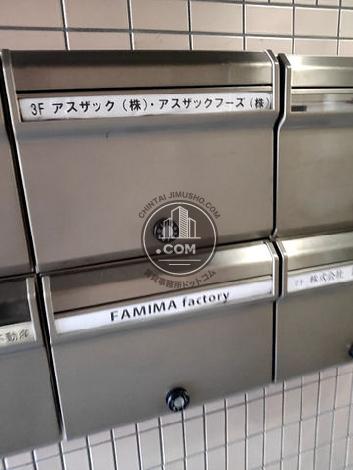 3F アスザック（株）・アスザックフーズ（株）
CHINTAI JIMUSHO.COM
.COM
賃貸事務所ドットコム
FAMIMA factory
株式会社
不動産